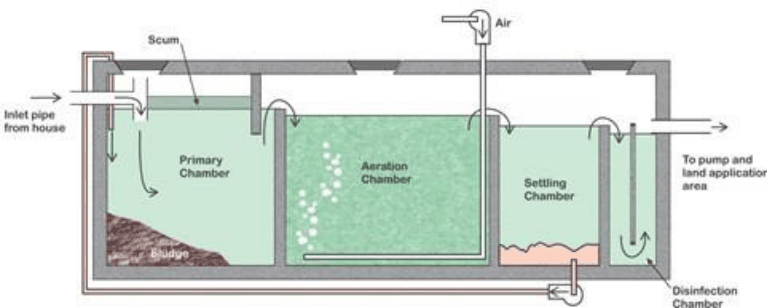 Scum
Air
Inlet pipe
from house
Primary
Chamber
Aeration
Chamber
Settling
Chamber
To pump and
land application
area
Sludge
Disinfection
Chamber